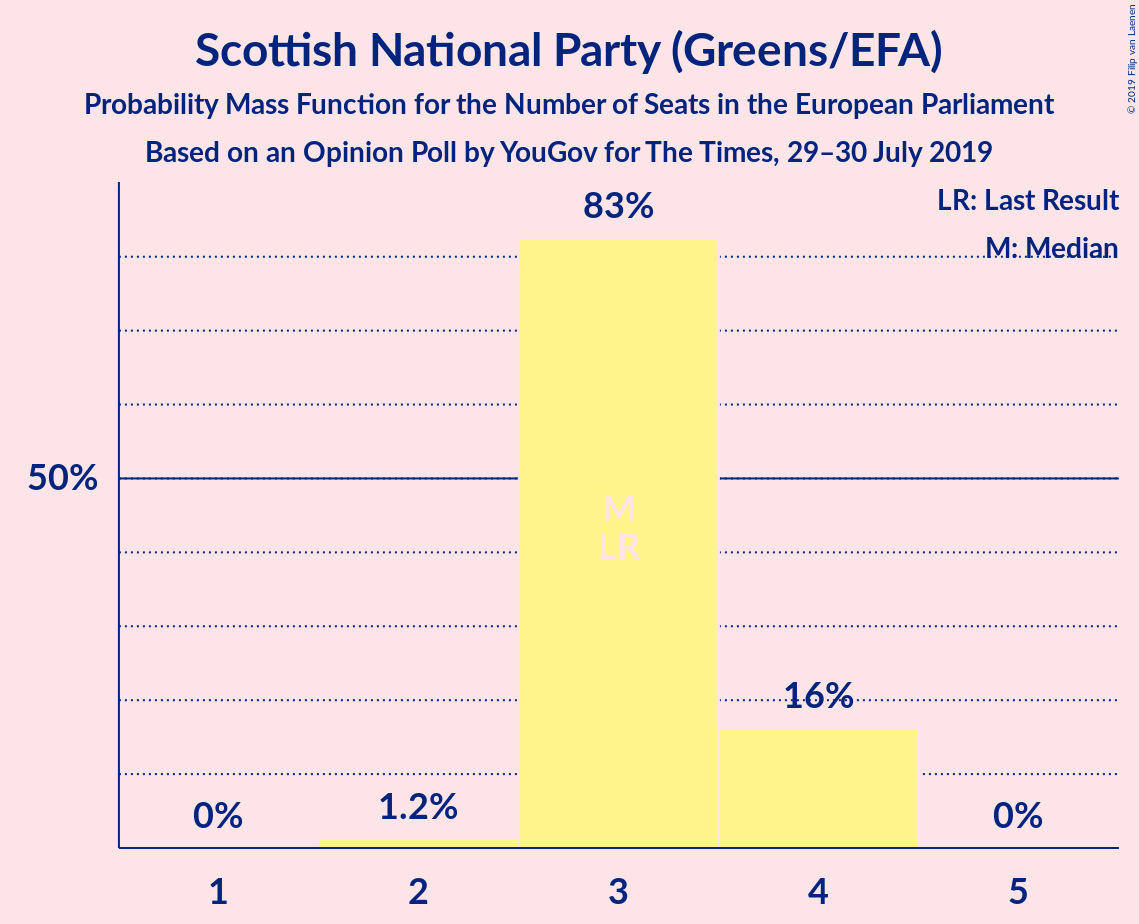 Scottish National Party (Greens/EFA)
Probability Mass Function for the Number of Seats in the European Parliament
Based on an Opinion Poll by YouGov for The Times, 29–30 July 2019
© 2019 Filip van Laenen
LR: Last Result
M: Median
83%
50%
M
LR
16%
0%
1.2%
0%
1
2
3
4
5